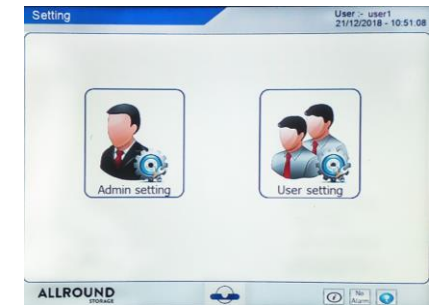 Setting
User :- user1
21/12/2018 - 10:51:08
Admin setting
User setting
ALLROUND
STORAGE
No
Alarm